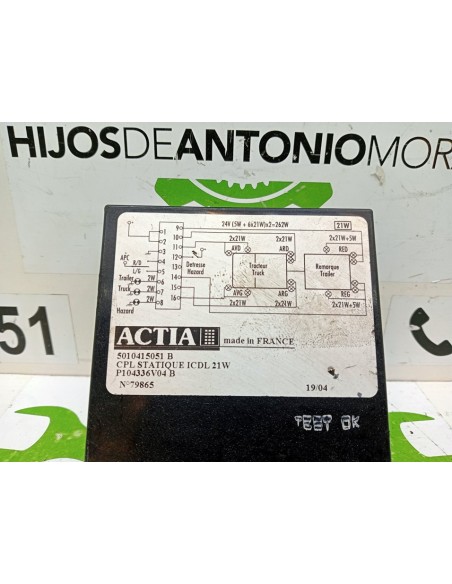 HIJOSDEANTONIOMOR
51
24V (5W + 6x21W)x2=262W
21W
2x21W
2x21W
2x21W+5W
ARD
ARD
RED
1
2
3
4
5
6
7
8
9
10
11
12
13
14
15
16
AFC
R/D
L/G
Trailer
2W
Truck
2W
2W
Hazard
Detresse
Hazard
Tracteur
Truck
Remorque
Trailer
AVG
ARG
REG
2x21W
2x24W
2x21W+5W
ACTIA
made in FRANCE
5010415051 B
CPL STATIQUE ICDL 21W
P104336V04 B
N°79865
19/04
TEST OK